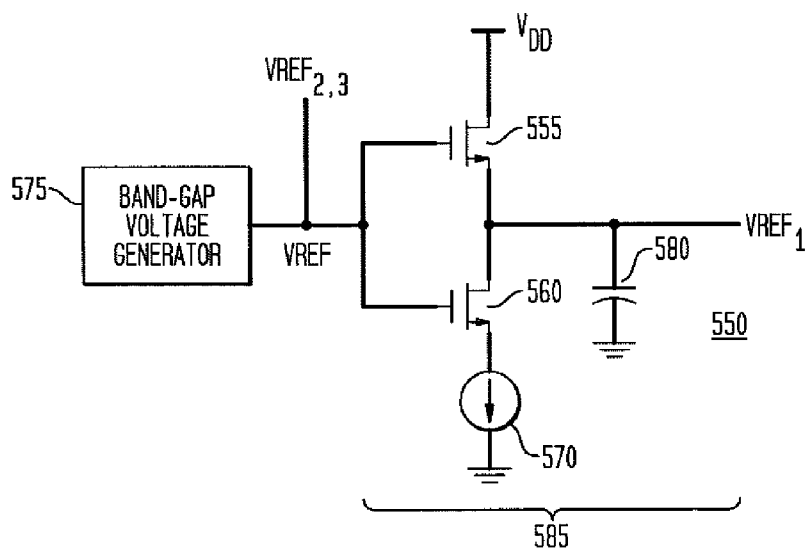 V_DD
VREF_2,3
555
575
BAND-GAP
VOLTAGE
GENERATOR
VREF
VREF_1
580
560
550
570
585